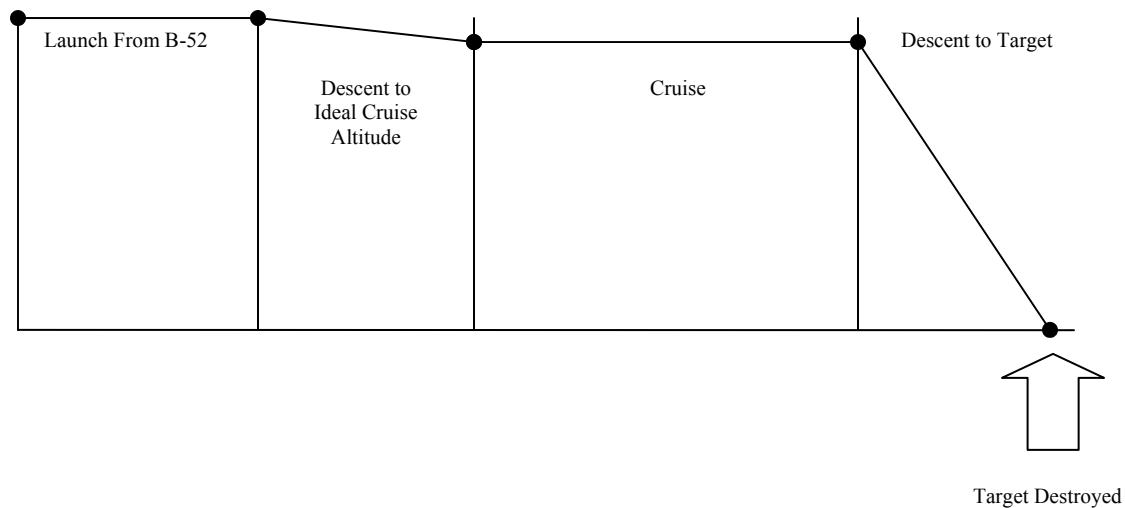 Launch From B-52
Descent to
Ideal Cruise
Altitude
Cruise
Descent to Target
Target Destroyed